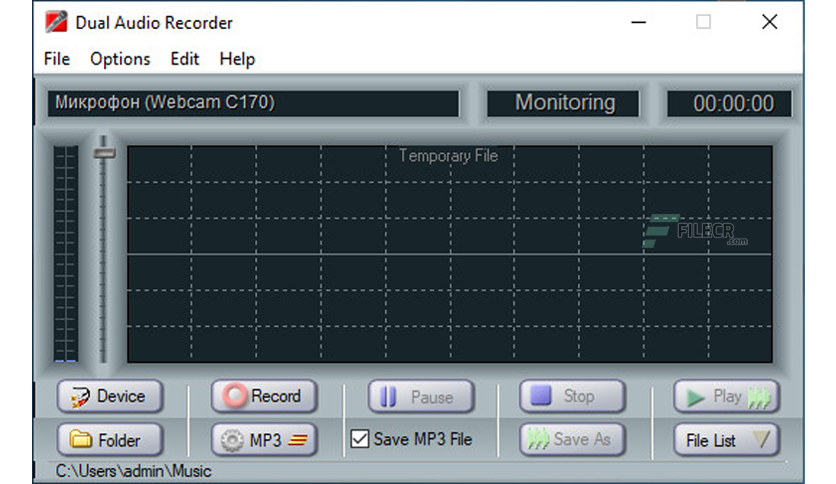 Dual Audio Recorder
File Options Edit Help
Микрофон (Webcam C170) Monitoring 00:00:00
Temporary File
FILECR
.com
Device Record Pause Stop Play
Folder MP3 Save MP3 File Save As File List
C:\Users\admin\Music